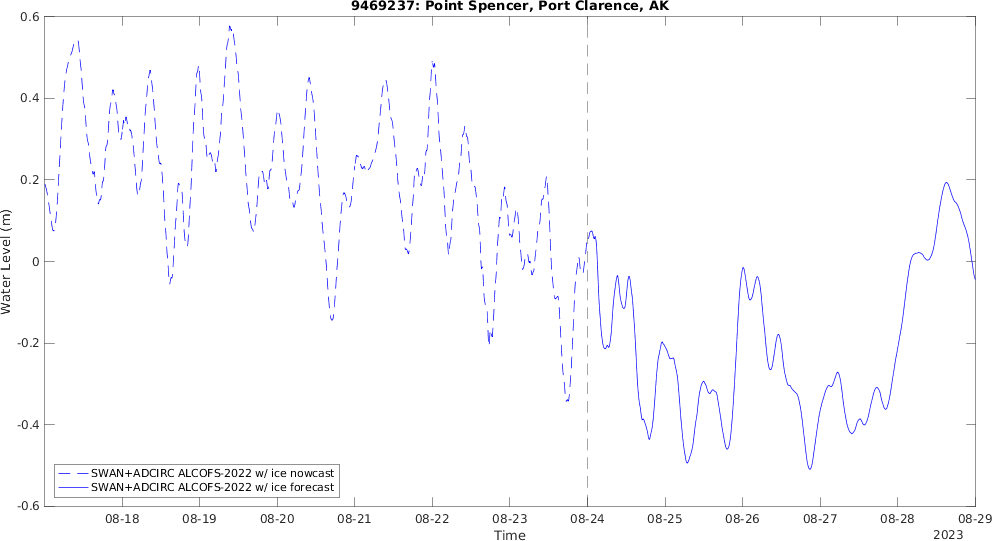 9469237: Point Spencer, Port Clarence, AK
0.6
0.4
0.2
0
-0.2
-0.4
-0.6
Water Level (m)
SWAN+ADCIRC ALCOFS-2022 w/ ice nowcast
SWAN+ADCIRC ALCOFS-2022 w/ ice forecast
08-18 08-19 08-20 08-21 08-22 08-23 08-24 08-25 08-26 08-27 08-28 08-29
Time
2023